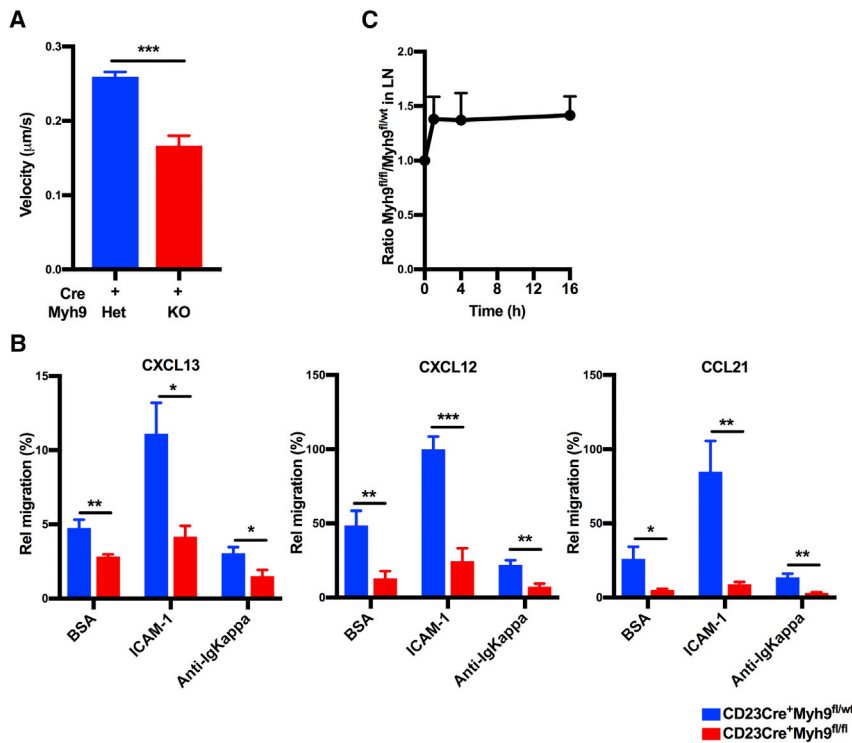 A
Velocity (μm/s)
0.3
0.2
0.1
0.0
***
Cre + +
Myh9 Het KO
C
Ratio Myh9fl/fl/Myh9fl/wt in LN
2.0
1.5
1.0
0.5
0.0
0 4 8 12 16
Time (h)
B
CXCL13
Rel migration (%)
15
10
5
0
** * *
BSA ICAM-1 Anti-IgKappa
CXCL12
Rel migration (%)
150
100
50
0
** *** **
BSA ICAM-1 Anti-IgKappa
CCL21
Rel migration (%)
150
100
50
0
* ** **
BSA ICAM-1 Anti-IgKappa
CD23Cre+Myh9fl/wt
CD23Cre+Myh9fl/fl